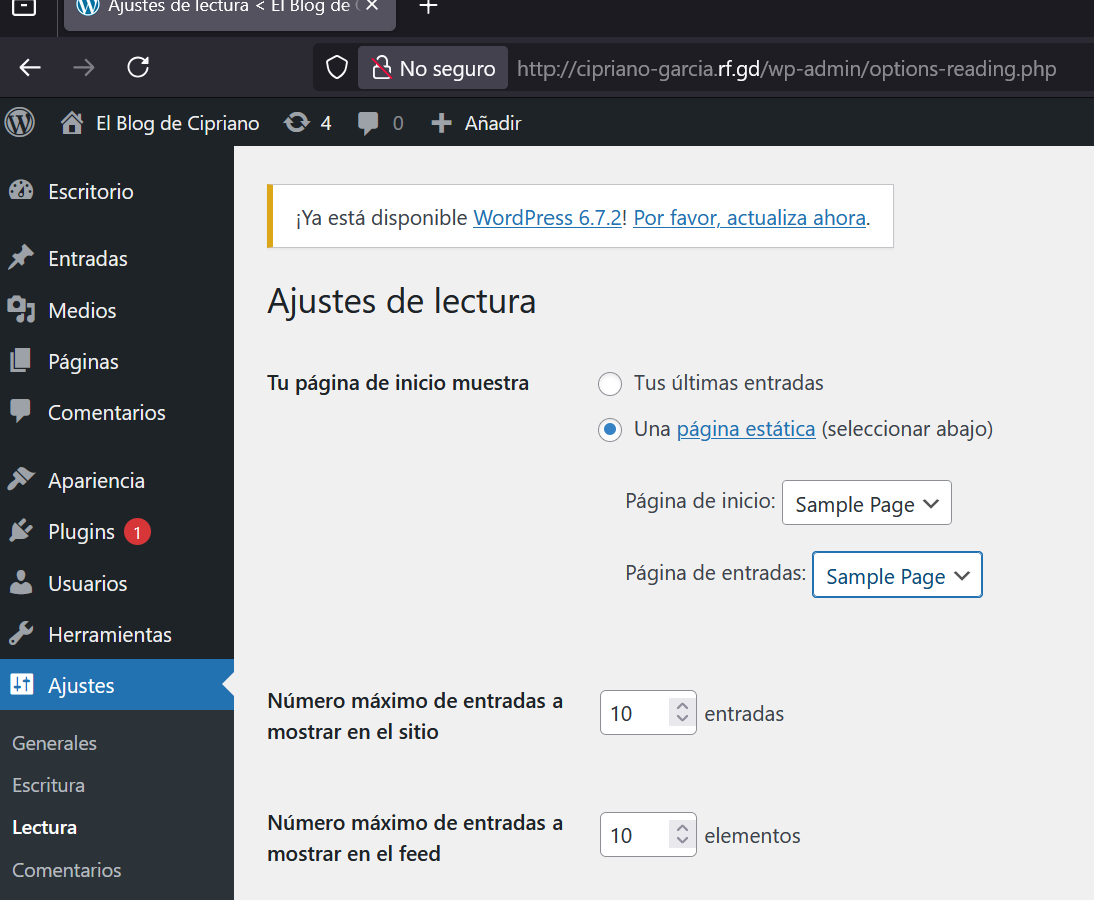 Ajustes de lectura < El Blog de C
No seguro
http://cipriano-garcia.rf.gd/wp-admin/options-reading.php
El Blog de Cipriano
4
0
Añadir
Escritorio
Entradas
Medios
Páginas
Comentarios
Apariencia
Plugins 1
Usuarios
Herramientas
Ajustes
Generales
Escritura
Lectura
Comentarios
¡Ya está disponible WordPress 6.7.2! Por favor, actualiza ahora.
Ajustes de lectura
Tu página de inicio muestra
Tus últimas entradas
Una página estática (seleccionar abajo)
Página de inicio: Sample Page
Página de entradas: Sample Page
Número máximo de entradas a
mostrar en el sitio
10 entradas
Número máximo de entradas a
mostrar en el feed
10 elementos